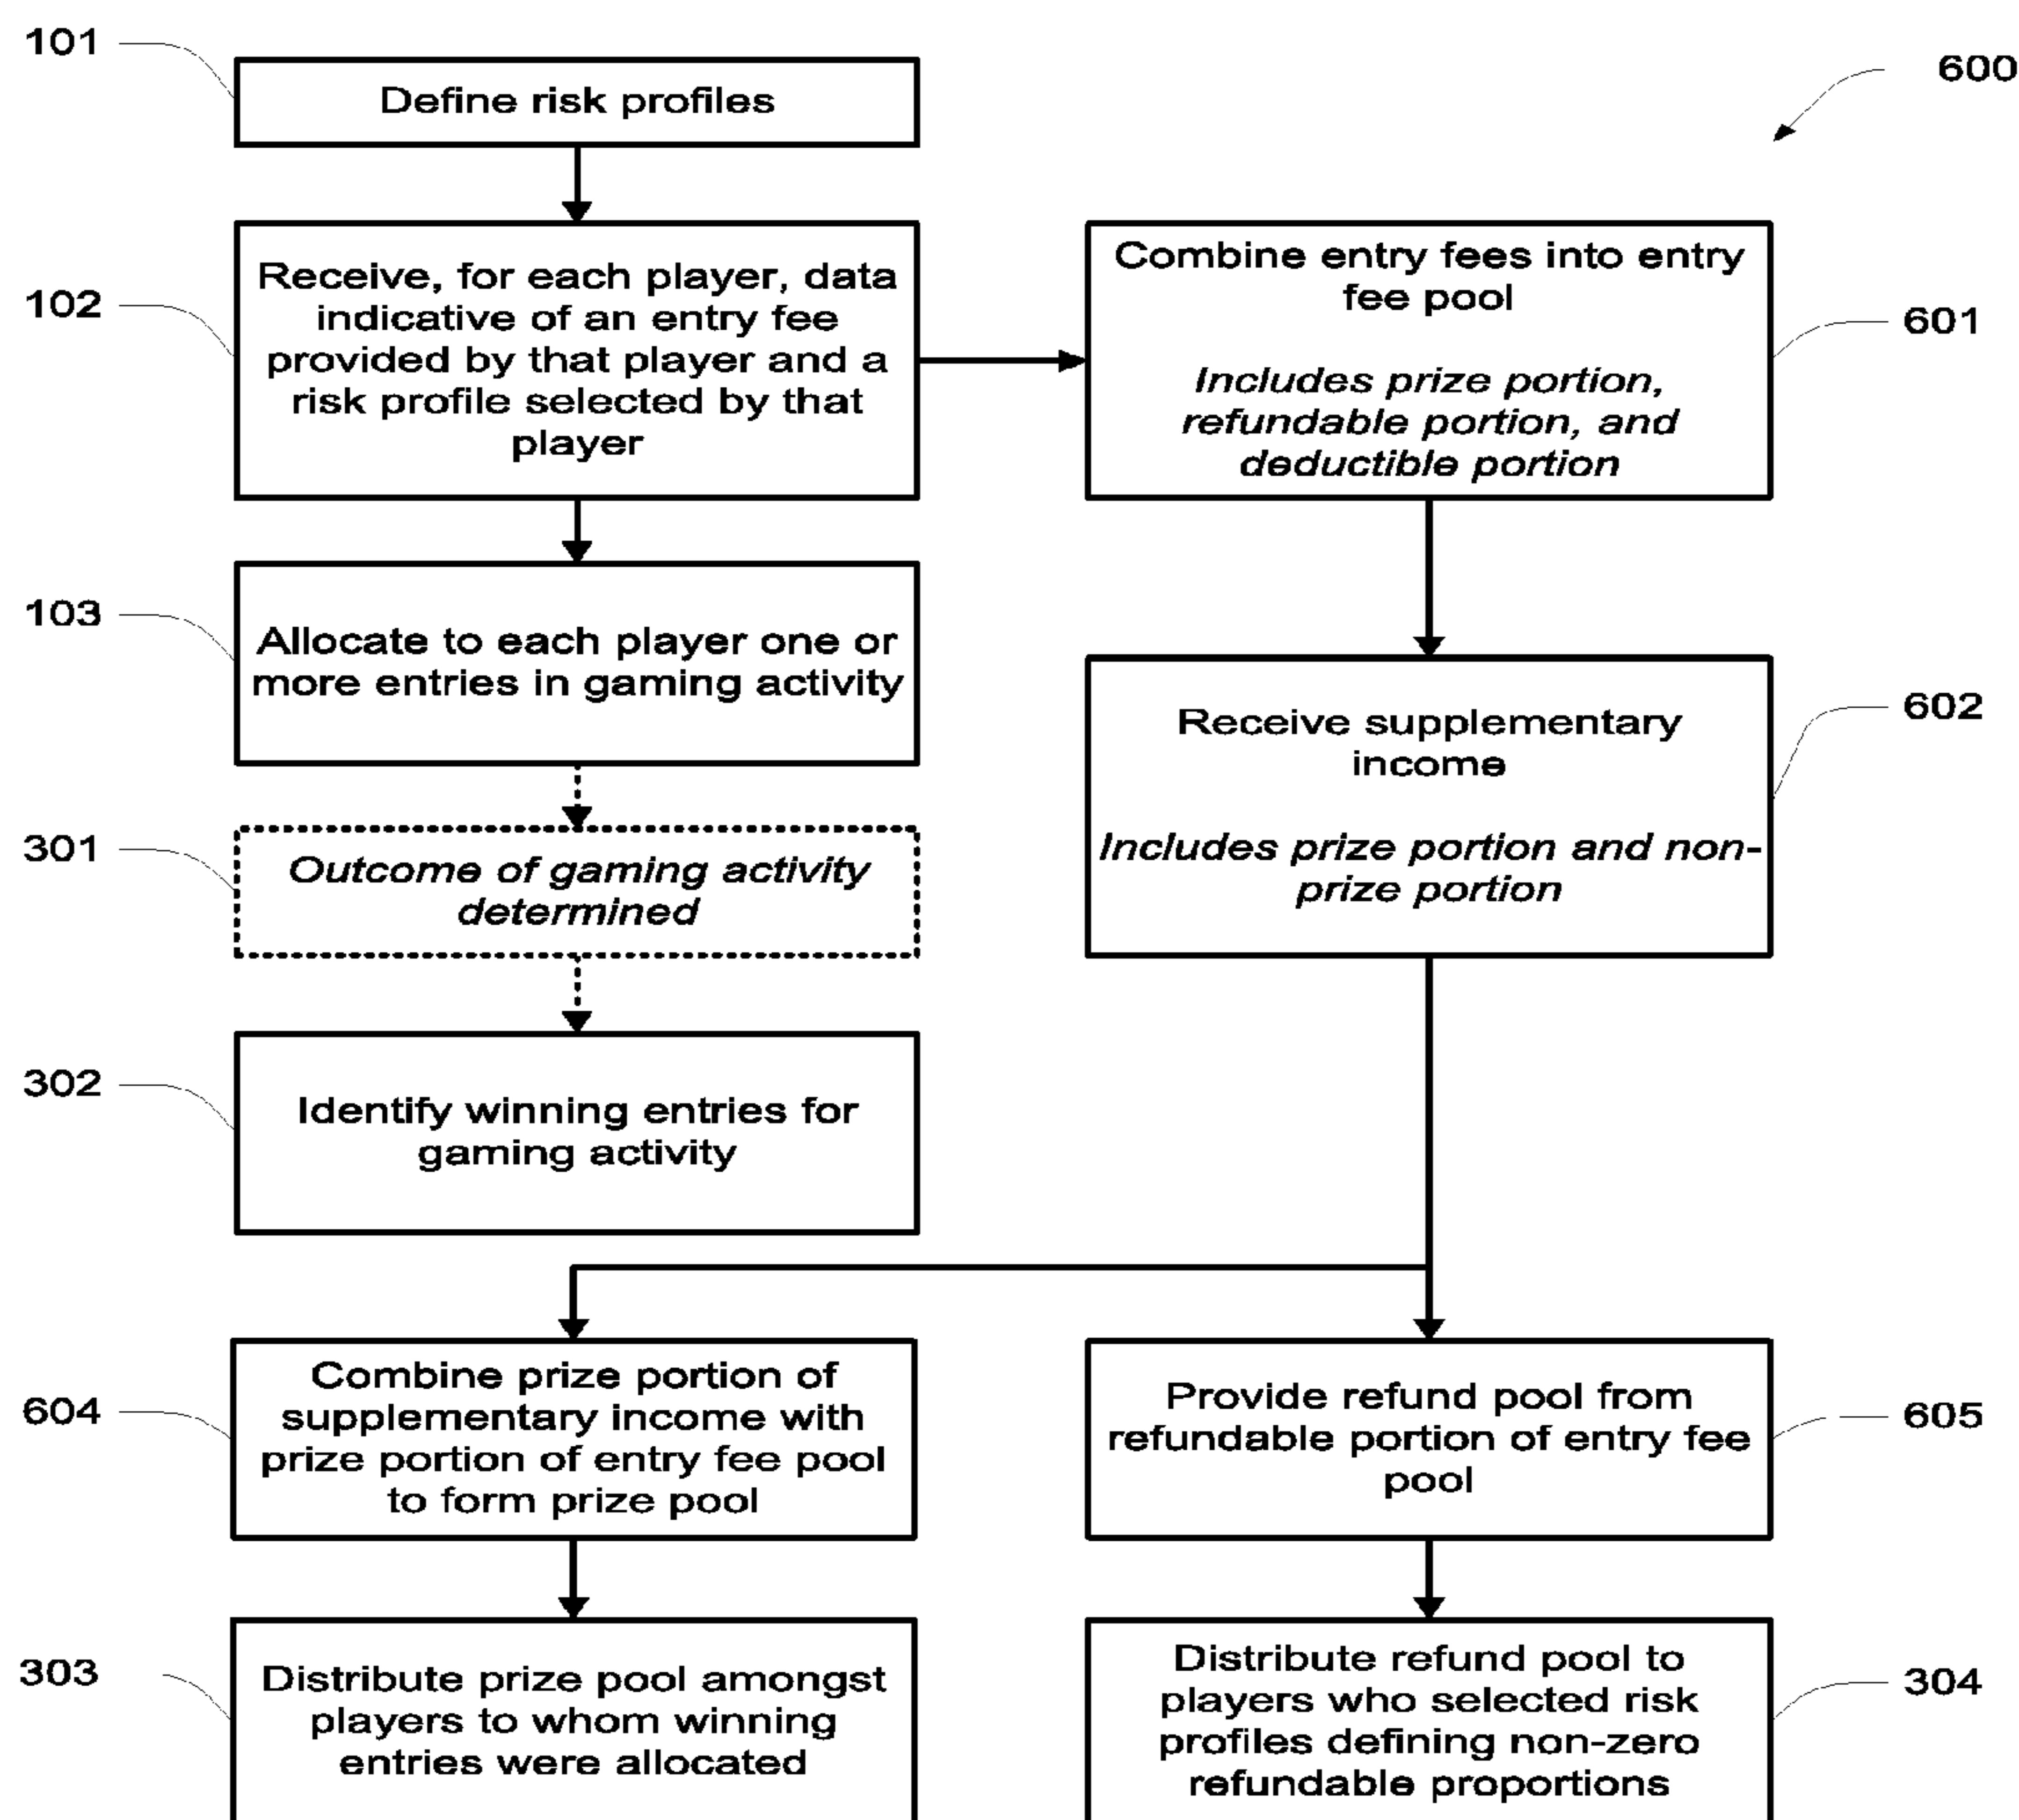 101
Define risk profiles
600
102
Receive, for each player, data
indicative of an entry fee
provided by that player and a
risk profile selected by that
player
Combine entry fees into entry
fee pool
Includes prize portion,
refundable portion, and
deductible portion
601
103
Allocate to each player one or
more entries in gaming activity
Receive supplementary
income
Includes prize portion and non-
prize portion
602
301
Outcome of gaming activity
determined
302
Identify winning entries for
gaming activity
604
Combine prize portion of
supplementary income with
prize portion of entry fee pool
to form prize pool
Provide refund pool from
refundable portion of entry fee
pool
605
303
Distribute prize pool amongst
players to whom winning
entries were allocated
Distribute refund pool to
players who selected risk
profiles defining non-zero
refundable proportions
304